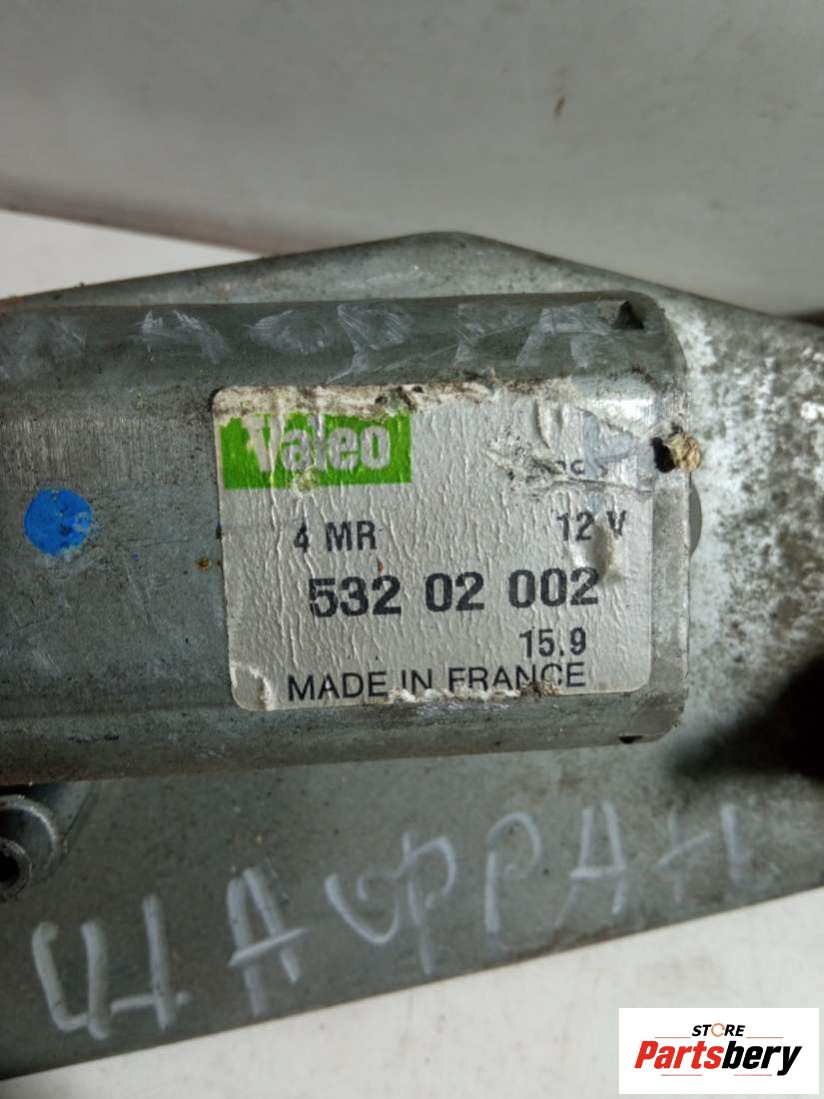 Valeo
4 MR 12 V
532 02 002
15.9
MADE IN FRANCE
STORE
Partsbery